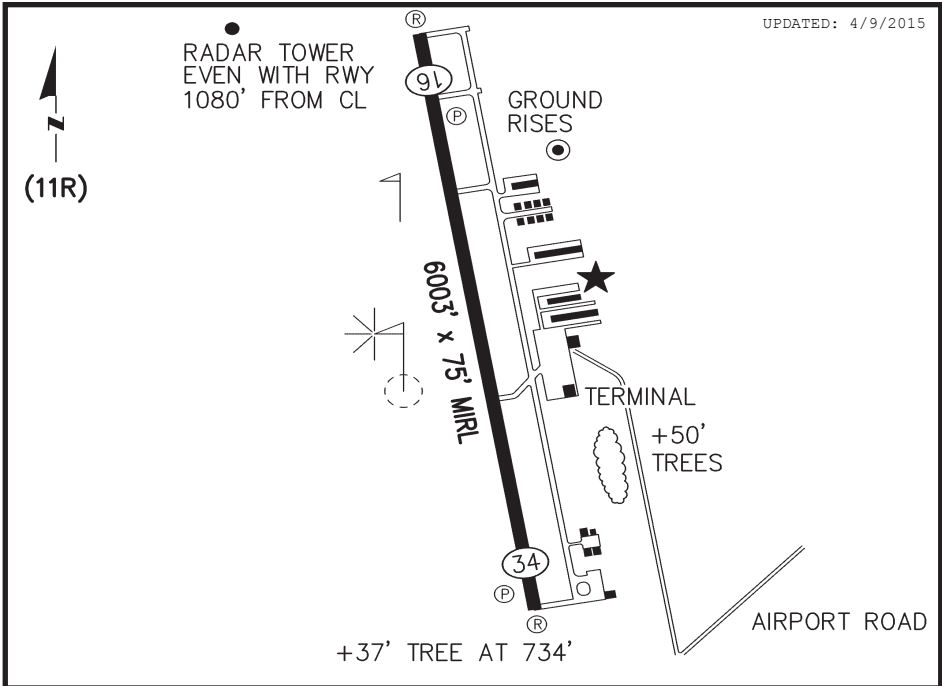 UPDATED: 4/9/2015
R
RADAR TOWER
EVEN WITH RWY
1080' FROM CL
16
GROUND
RISES
P
N
(11R)
6003' x 75' MIRL
TERMINAL
+50'
TREES
34
P
R
AIRPORT ROAD
+37' TREE AT 734'